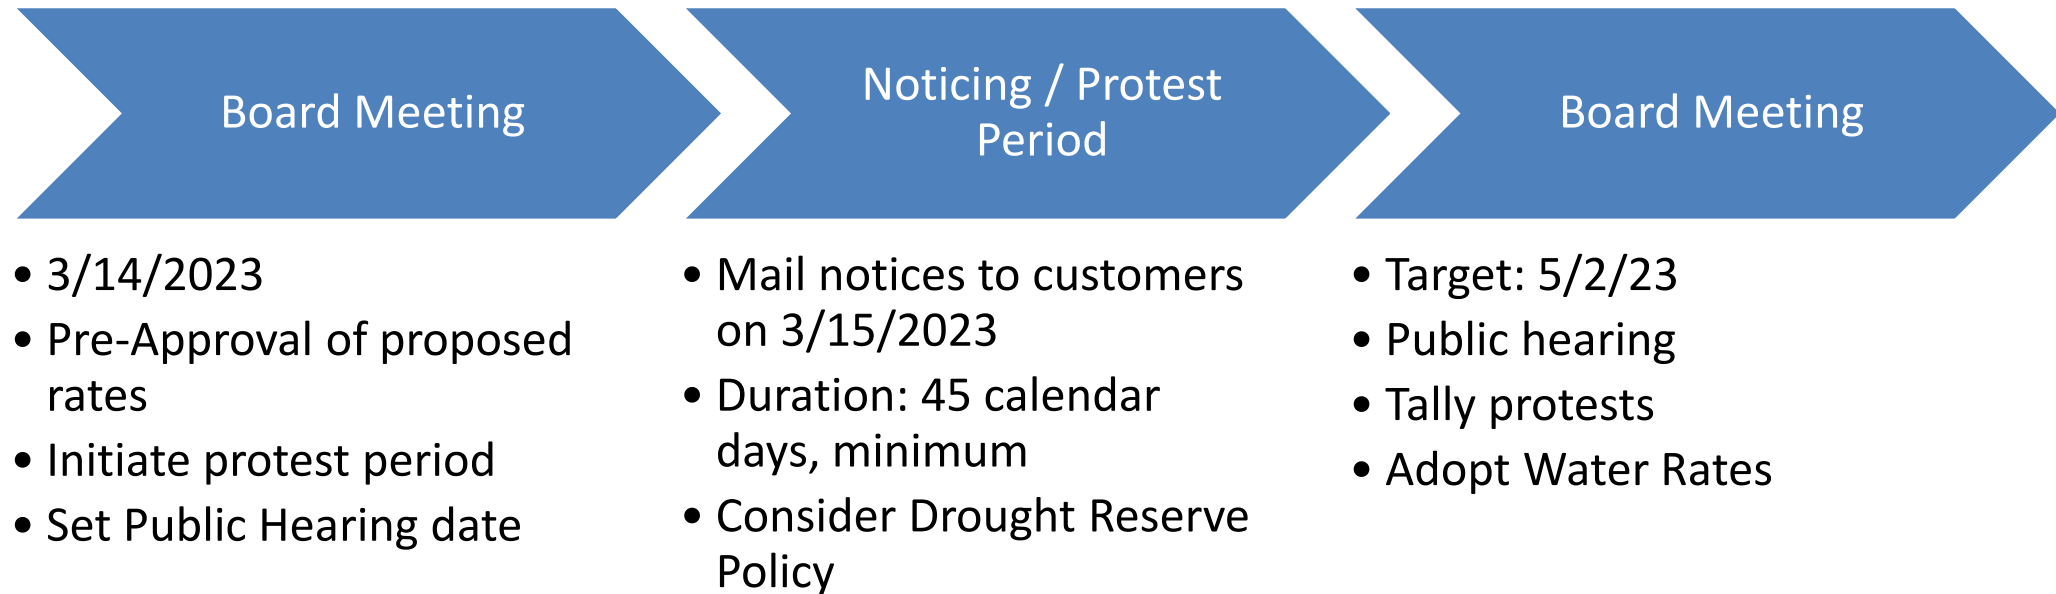 Board Meeting
• 3/14/2023
• Pre-Approval of proposed
rates
• Initiate protest period
• Set Public Hearing date
Noticing / Protest
Period
• Mail notices to customers
on 3/15/2023
• Duration: 45 calendar
days, minimum
• Consider Drought Reserve
Policy
Board Meeting
• Target: 5/2/23
• Public hearing
• Tally protests
• Adopt Water Rates